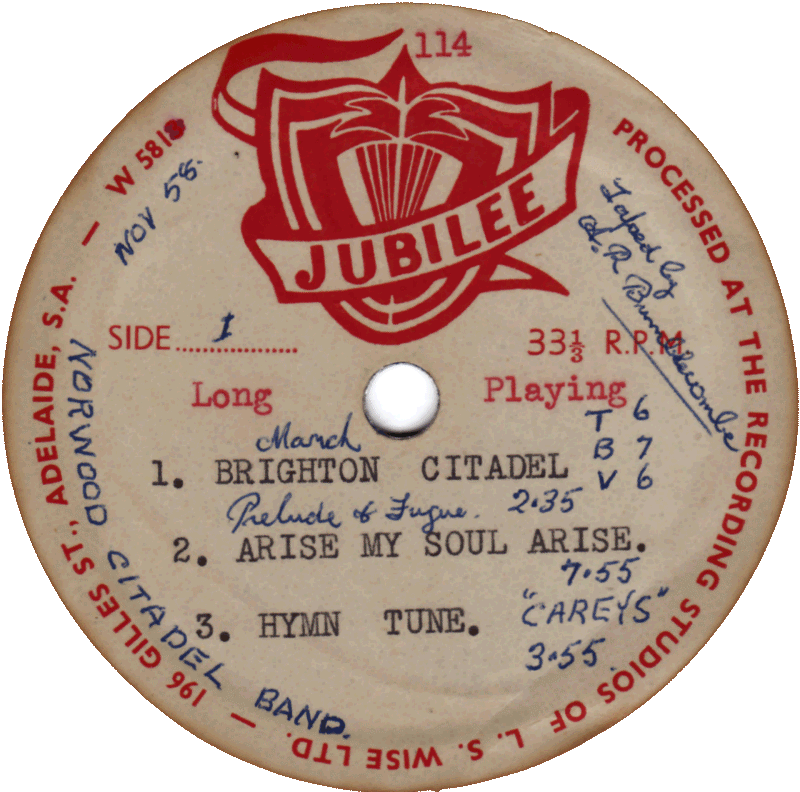 114
JUBILEE
PROCESSED AT THE RECORDING STUDIOS OF L. S. WISE LTD. — 196 GILLES ST., ADELAIDE, S.A. — W 581
NOV 58.
Taped by
A. R. Brundlecombe
SIDE I
33⅓ R.P.M.
Long Playing
T 6
B 7
V 6
March
1. BRIGHTON CITADEL
Prelude & Fugue. 2.35
2. ARISE MY SOUL ARISE.
7.55
3. HYMN TUNE. "CAREYS"
3.55
NORWOOD CITADEL BAND.